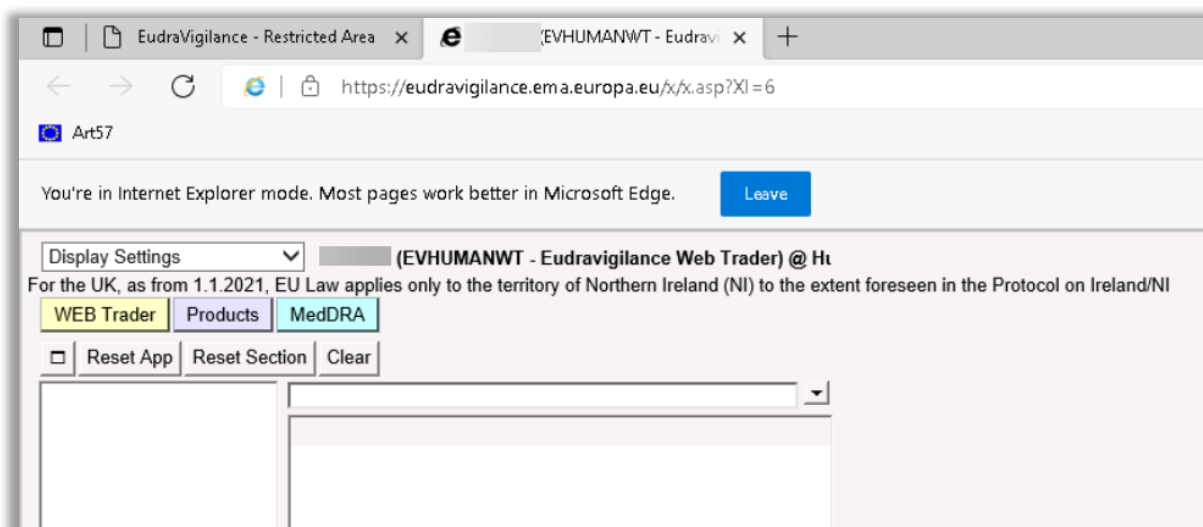 EudraVigilance - Restricted Area
(EVHUMANWT - Eudravi
https://eudravigilance.ema.europa.eu/x/x.asp?XI=6
Art57
You're in Internet Explorer mode. Most pages work better in Microsoft Edge. Leave
Display Settings (EVHUMANWT - Eudravigilance Web Trader) @ Hu
For the UK, as from 1.1.2021, EU Law applies only to the territory of Northern Ireland (NI) to the extent foreseen in the Protocol on Ireland/NI
WEB Trader Products MedDRA
Reset App Reset Section Clear